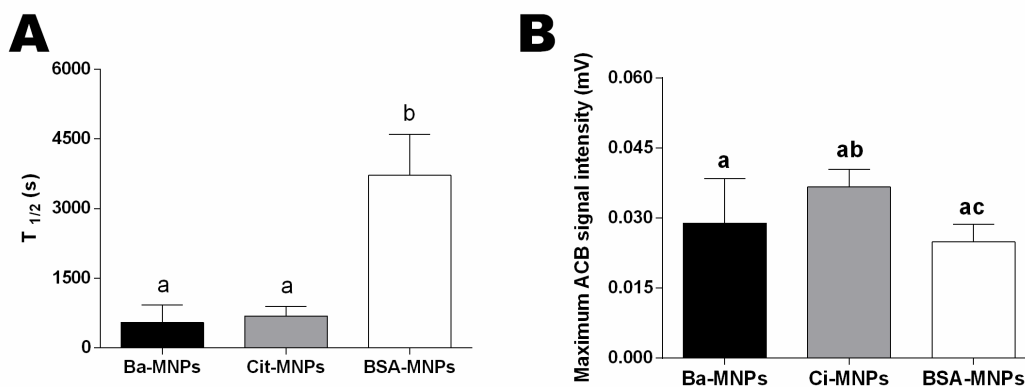 A
T 1/2 (s)
6000
4500
3000
1500
0
a
a
b
Ba-MNPs
Cit-MNPs
BSA-MNPs
B
Maximum ACB signal intensity (mV)
0.060
0.045
0.030
0.015
0.000
a
ab
ac
Ba-MNPs
Ci-MNPs
BSA-MNPs